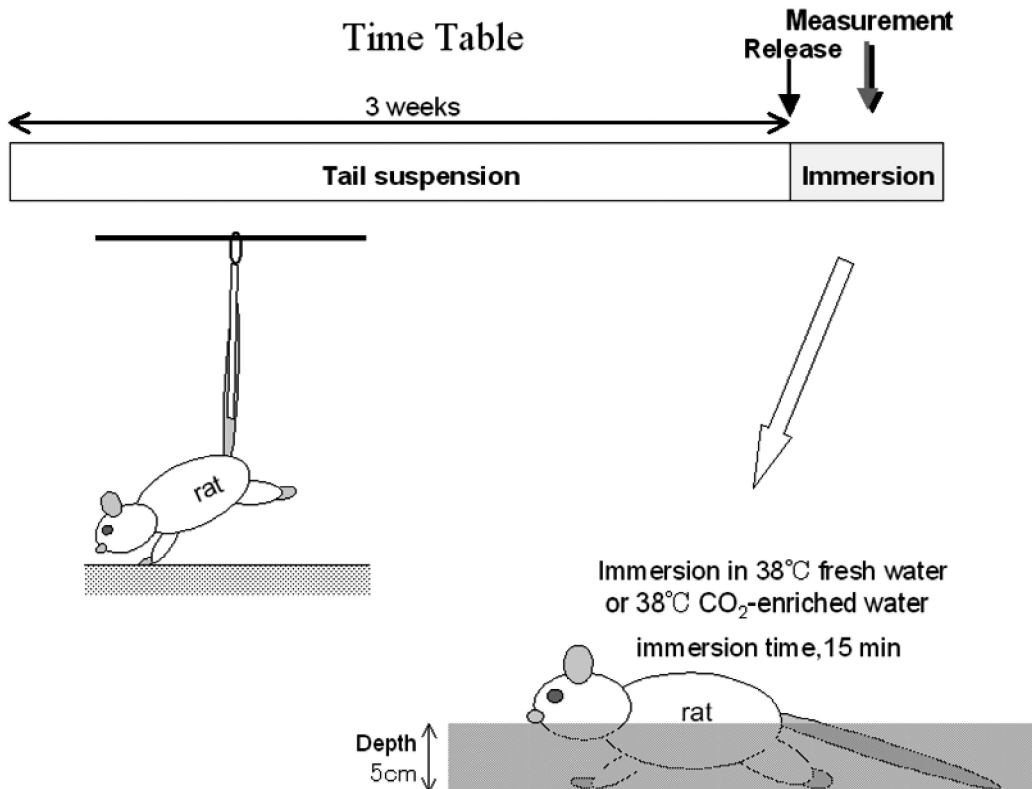 Time Table
Measurement
Release
3 weeks
Tail suspension
Immersion
rat
Immersion in 38℃ fresh water
or 38℃ CO₂-enriched water
immersion time,15 min
rat
Depth
5cm